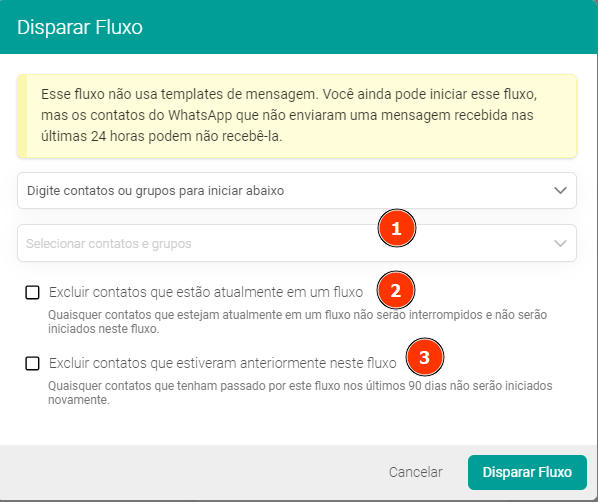 Disparar Fluxo
Esse fluxo não usa templates de mensagem. Você ainda pode iniciar esse fluxo,
mas os contatos do WhatsApp que não enviaram uma mensagem recebida nas
últimas 24 horas podem não recebê-la.
Digite contatos ou grupos para iniciar abaixo
1
Selecionar contatos e grupos
Excluir contatos que estão atualmente em um fluxo 2
Quaisquer contatos que estejam atualmente em um fluxo não serão interrompidos e não serão
iniciados neste fluxo.
Excluir contatos que estiveram anteriormente neste fluxo 3
Quaisquer contatos que tenham passado por este fluxo nos últimos 90 dias não serão iniciados
novamente.
Cancelar Disparar Fluxo